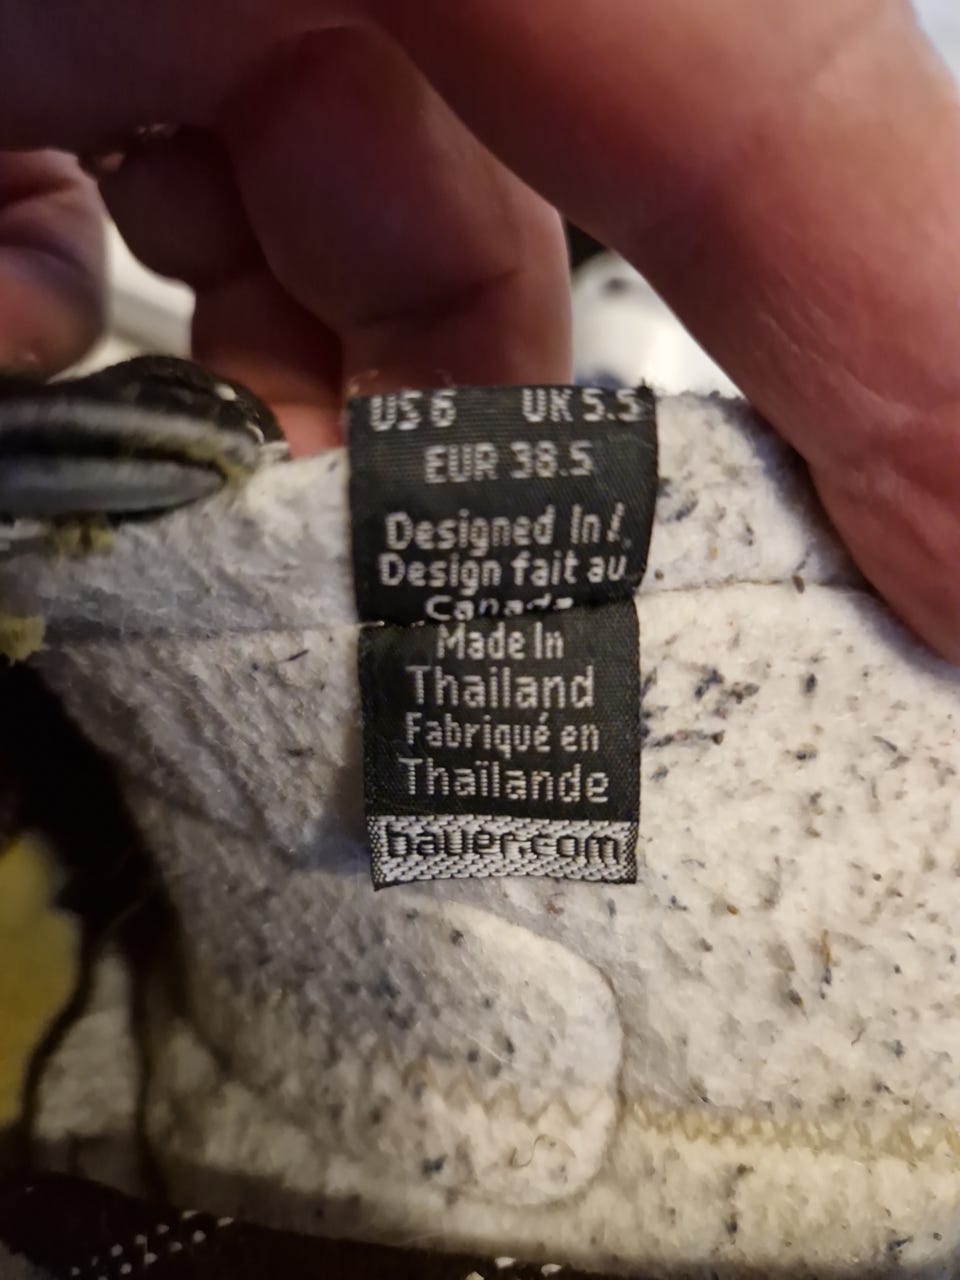 US 6 UK 5.5
EUR 38.5
Designed In /
Design fait au
Canada
Made In
Thailand
Fabriqué en
Thaïlande
bauer.com